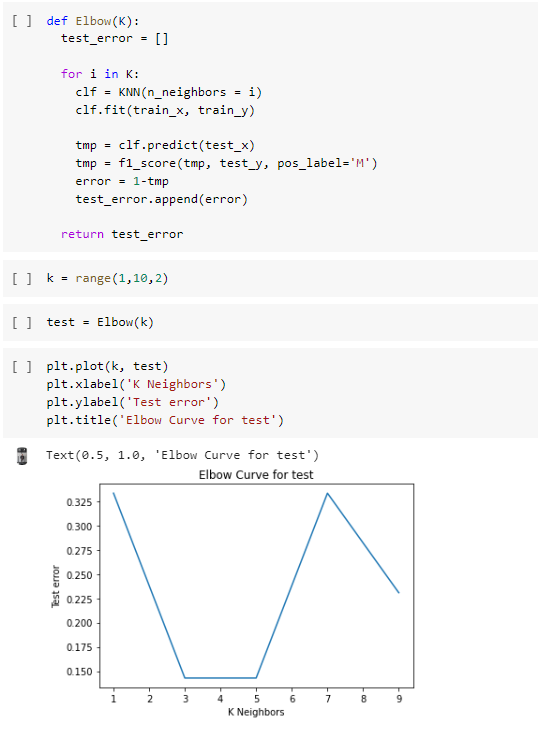 [ ] def Elbow(K):
test_error = []
for i in K:
clf = KNN(n_neighbors = i)
clf.fit(train_x, train_y)
tmp = clf.predict(test_x)
tmp = f1_score(tmp, test_y, pos_label='M')
error = 1-tmp
test_error.append(error)
return test_error
[ ] k = range(1,10,2)
[ ] test = Elbow(k)
[ ] plt.plot(k, test)
plt.xlabel('K Neighbors')
plt.ylabel('Test error')
plt.title('Elbow Curve for test')
Text(0.5, 1.0, 'Elbow Curve for test')
Elbow Curve for test
0.325
0.300
0.275
0.250
0.225
0.200
0.175
0.150
Test error
1 2 3 4 5 6 7 8 9
K Neighbors